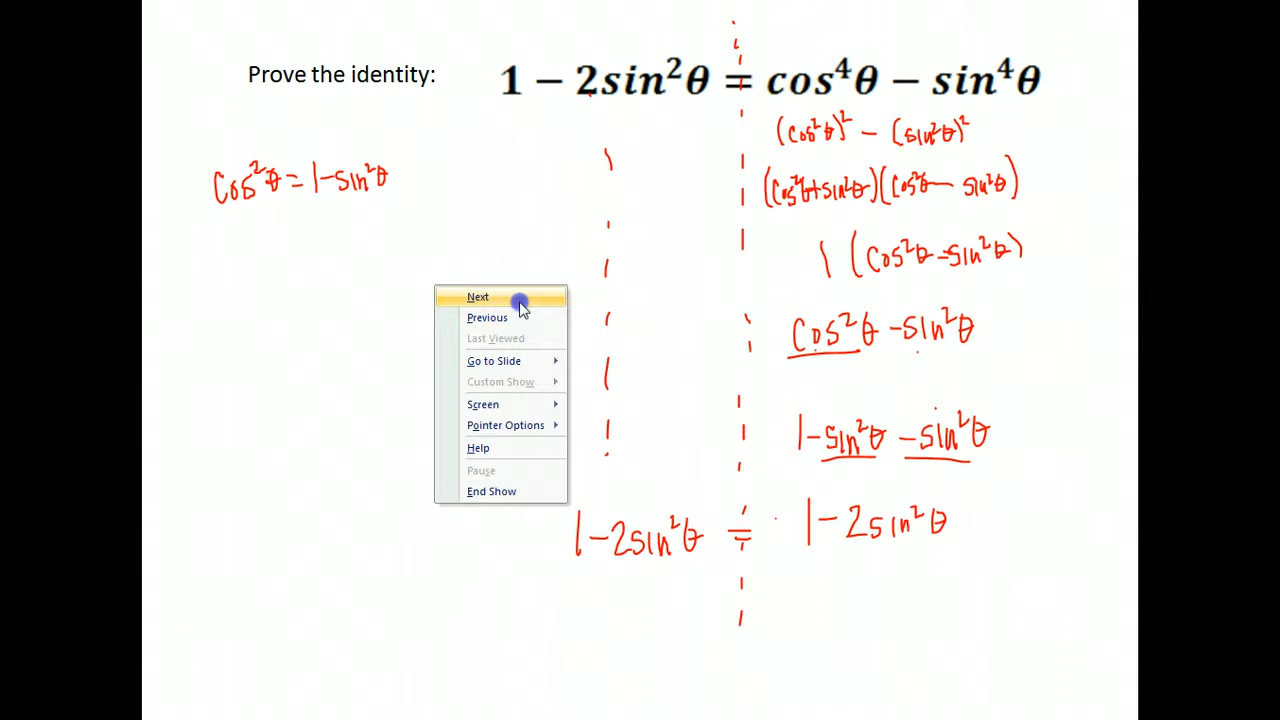 Prove the identity: 1 − 2sin²θ = cos⁴θ − sin⁴θ
(cos²θ)² − (sin²θ)²
cos²θ = 1−sin²θ
(cos²θ+sin²θ)(cos²θ − sin²θ)
1 (cos²θ −sin²θ)
cos²θ −sin²θ
1−sin²θ −sin²θ
1−2sin²θ = 1−2sin²θ
Next
Previous
Last Viewed
Go to Slide
Custom Show
Screen
Pointer Options
Help
Pause
End Show